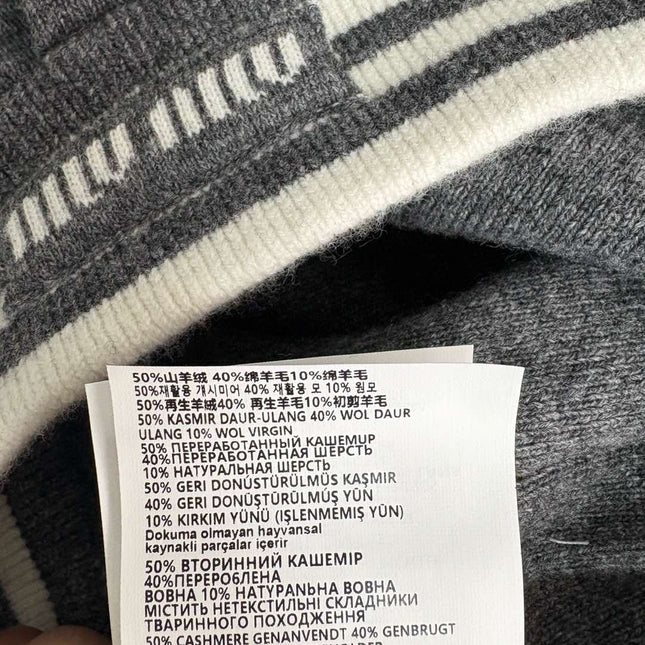 miu miu
50%山羊绒 40%绵羊毛10%绵羊毛
50%재활용 캐시미어 40% 재활용 모 10% 원모
50%再生羊绒40% 再生羊毛10%初剪羊毛
50% KASMIR DAUR-ULANG 40% WOL DAUR
ULANG 10% WOL VIRGIN
50% ПЕРЕРАБОТАННЫЙ КАШЕМИР
40%ПЕРЕРАБОТАННАЯ ШЕРСТЬ
10% НАТУРАЛЬНАЯ ШЕРСТЬ
50% GERI DONÜSTÜRÜLMÜS KAŞMIR
40% GERI DONÜŞTÜRÜLMÜŞ YÜN
10% KIRKIM YÜNÜ (IŞLENMEMIŞ YÜN)
Dokuma olmayan hayvansal
kaynakli parçalar içerir
50% ВТОРИННИЙ КАШЕМІР
40%ПЕРЕРОБЛЕНА
ВОВНА 10% НАТУРАЛЬНА ВОВНА
МІСТИТЬ НЕТЕКСТИЛЬНІ СКЛАДНИКИ
ТВАРИННОГО ПОХОДЖЕННЯ
50% CASHMERE GENANVENDT 40% GENBRUGT